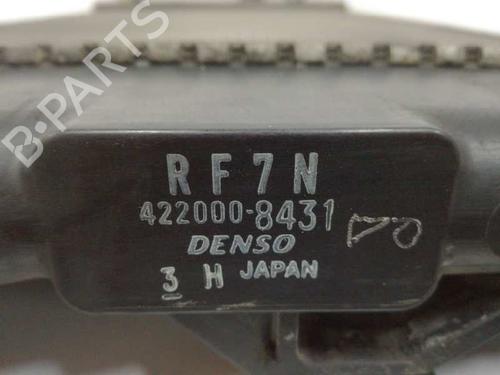 B-PARTS
RF7N
422000-8431
DENSO
3 H JAPAN